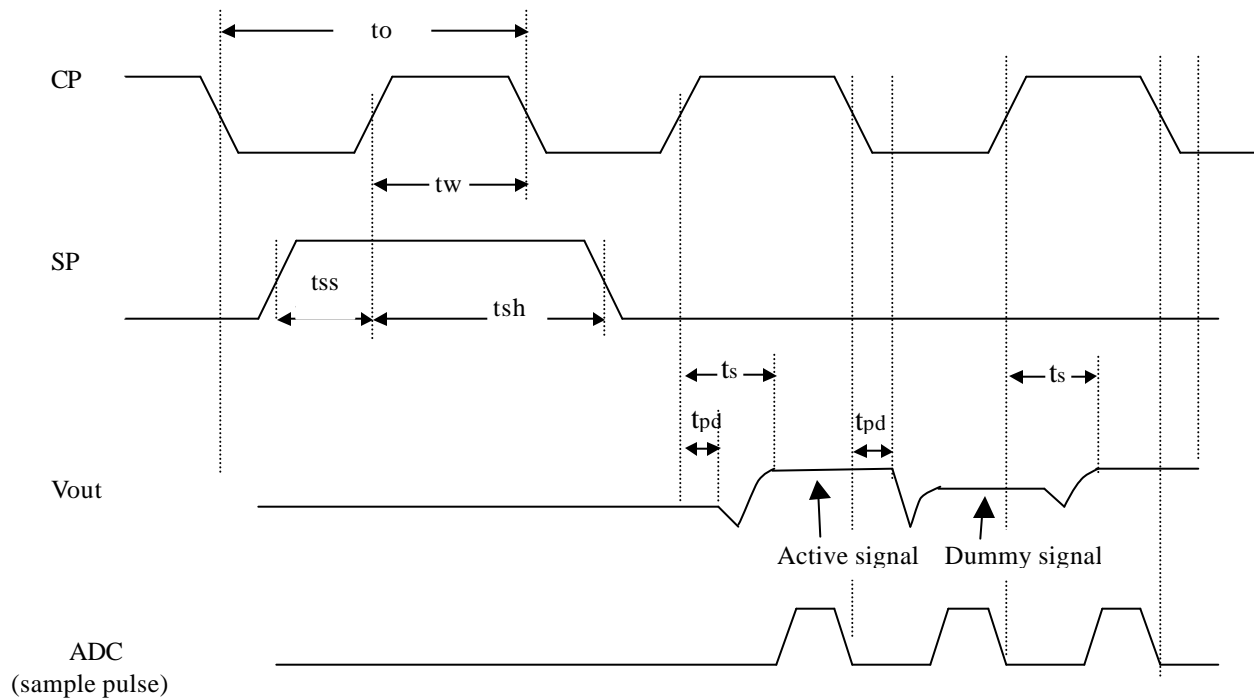 to
CP
tw
SP
tss
tsh
ts
ts
tpd
tpd
Vout
Active signal
Dummy signal
ADC
(sample pulse)